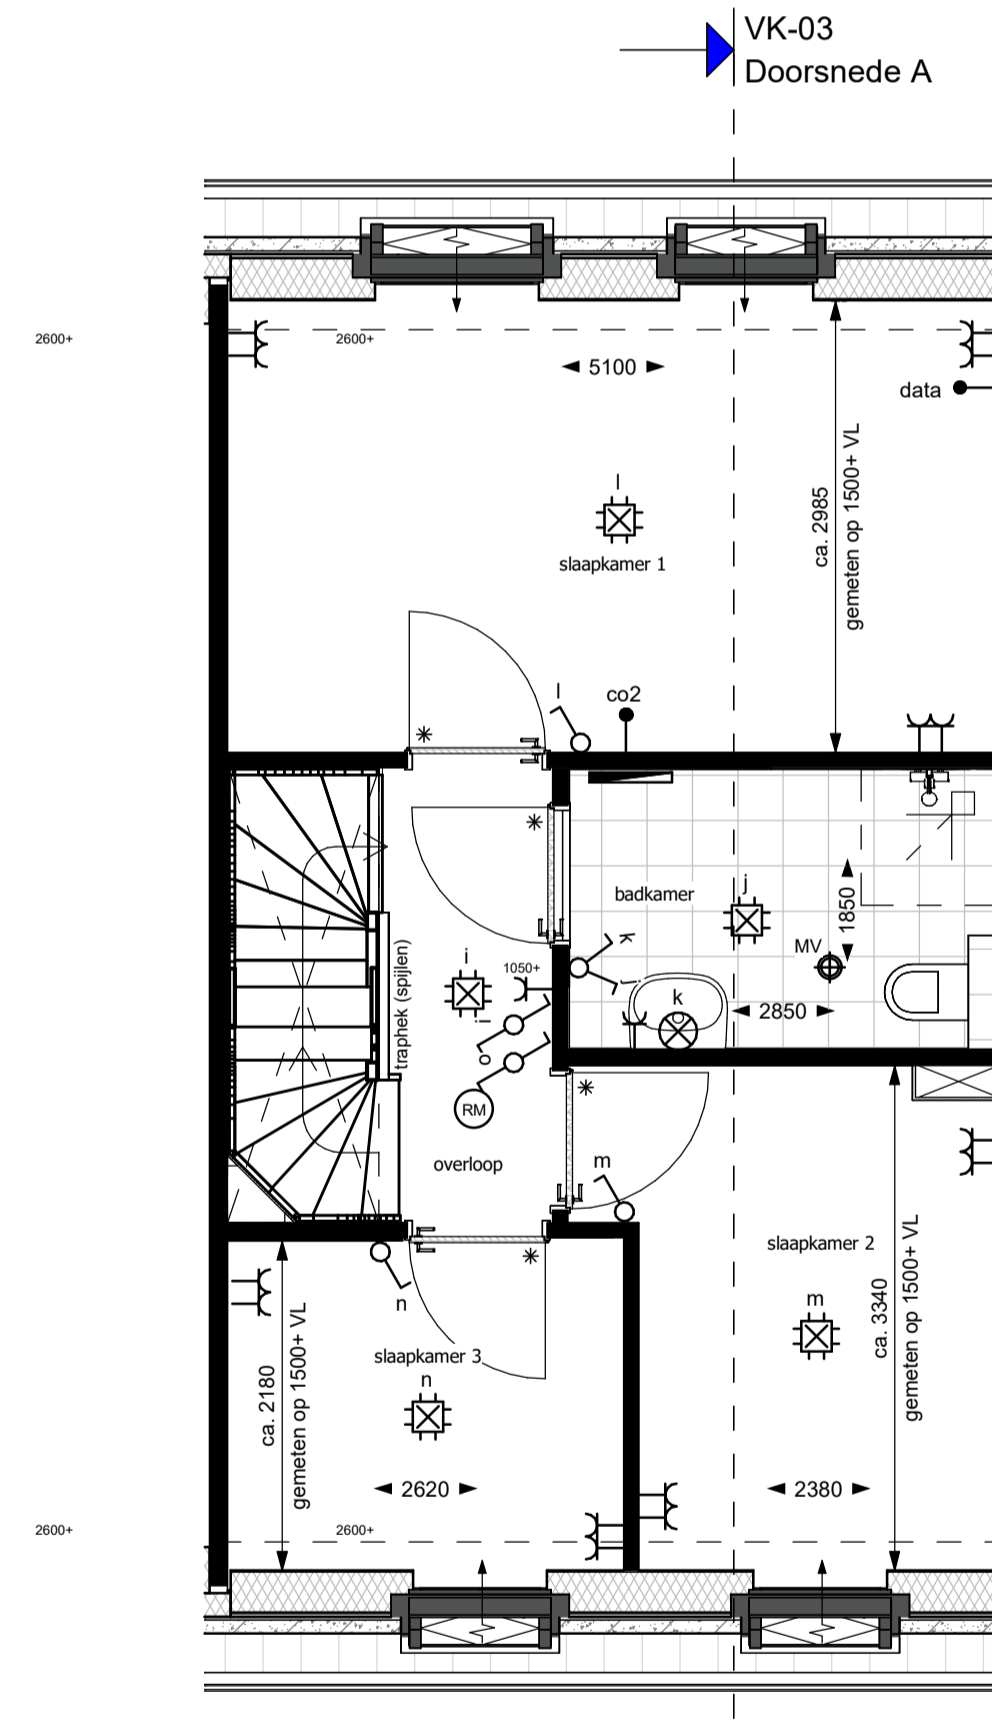 VK-03
Doorsnede A
2600+
2600+
5100
data
ca. 2985
gemeten op 1500+ VL
l
slaapkamer 1
l
co2
*
*
badkamer
j
1850
MV
k
j
k
2850
traphek (spijlen)
i
1050+
i
o
RM
overloop
*
m
slaapkamer 2
m
ca. 3340
gemeten op 1500+ VL
*
n
slaapkamer 3
n
ca. 2180
gemeten op 1500+ VL
2620
2380
2600+
2600+